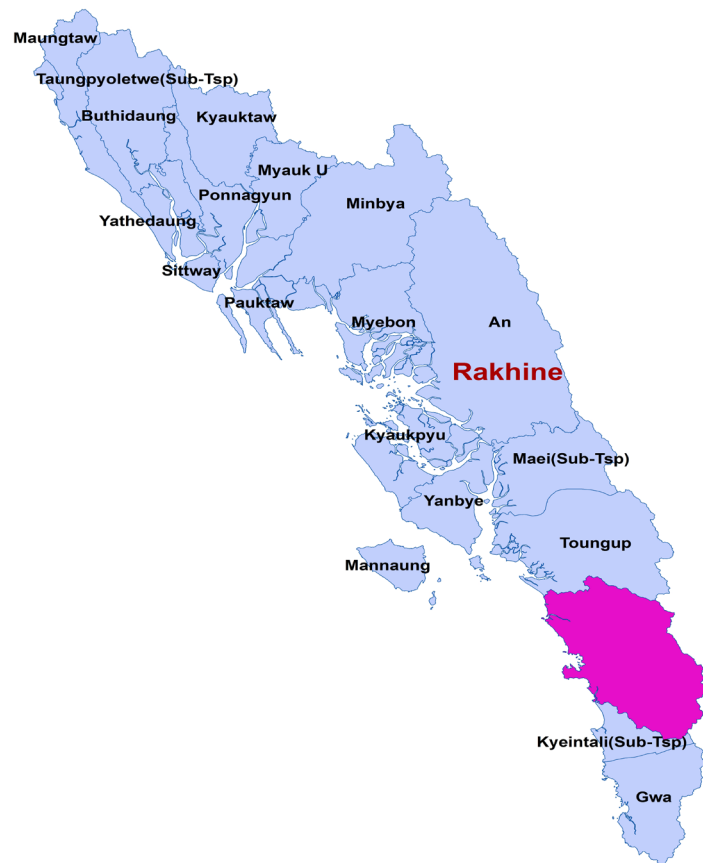 Maungtaw
Taungpyoletwe(Sub-Tsp)
Buthidaung
Kyauktaw
Myauk U
Ponnagyun
Minbya
Yathedaung
Sittway
Pauktaw
Myebon
An
Rakhine
Kyaukpyu
Maei(Sub-Tsp)
Yanbye
Toungup
Mannaung
Kyeintali(Sub-Tsp)
Gwa